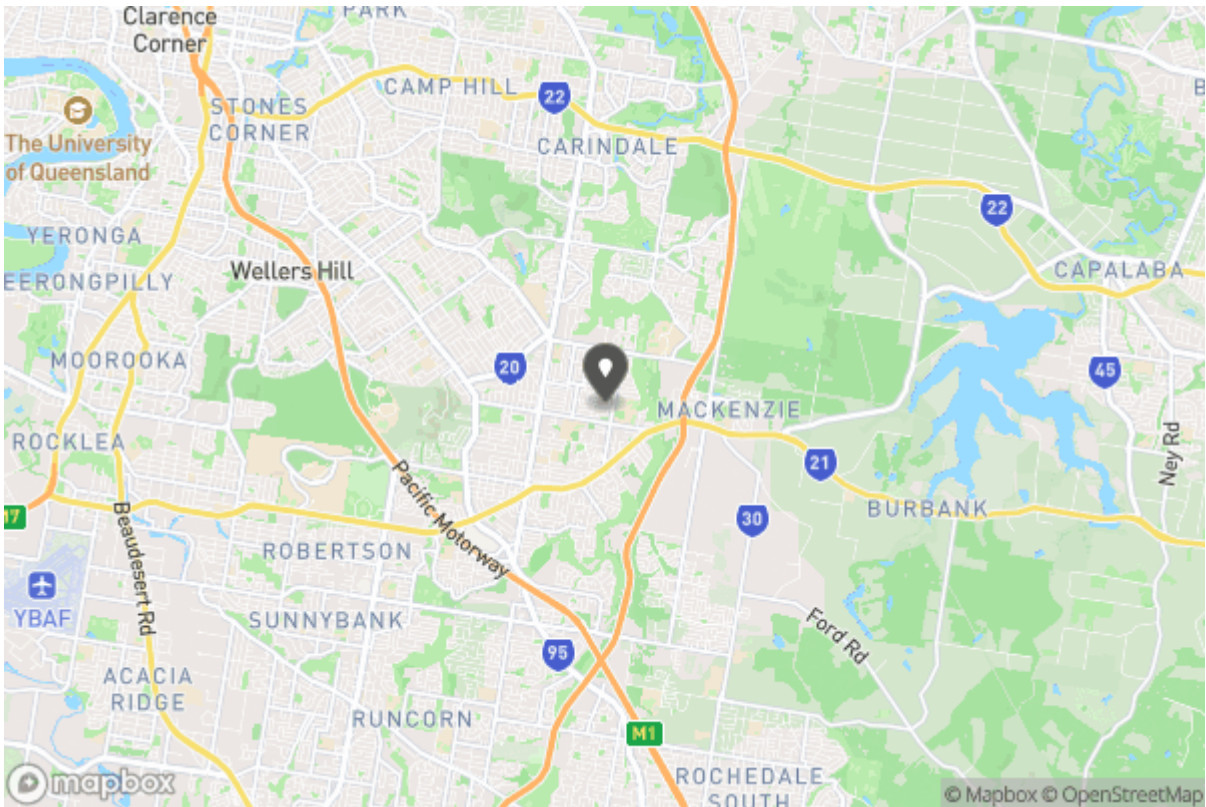 PARK
Clarence
Corner
CAMP HILL
22
STONES
CORNER
The University
of Queensland
CARINDALE
22
YERONGA
Wellers Hill
CAPALABA
EERONGPILLY
MOOROOKA
20
45
MACKENZIE
ROCKLEA
21
Ney Rd
Pacific Motorway
BURBANK
M7
Beaudesert Rd
30
ROBERTSON
YBAF
SUNNYBANK
Ford Rd
95
ACACIA
RIDGE
RUNCORN
M1
ROCHEDALE
SOUTH
mapbox
© Mapbox © OpenStreetMap